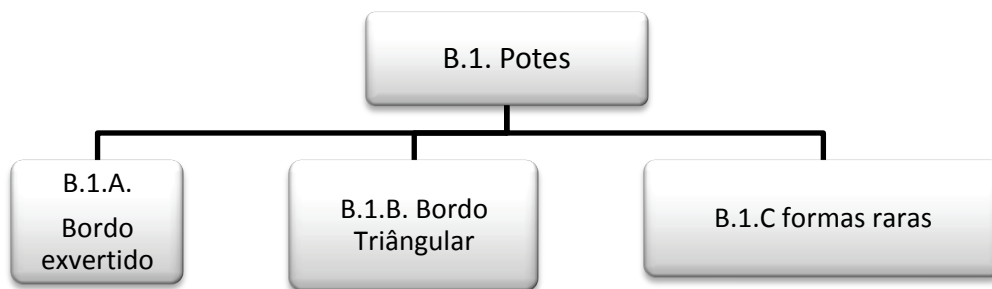 B.1. Potes
B.1.A.
Bordo
exvertido
B.1.B. Bordo
Triângular
B.1.C formas raras